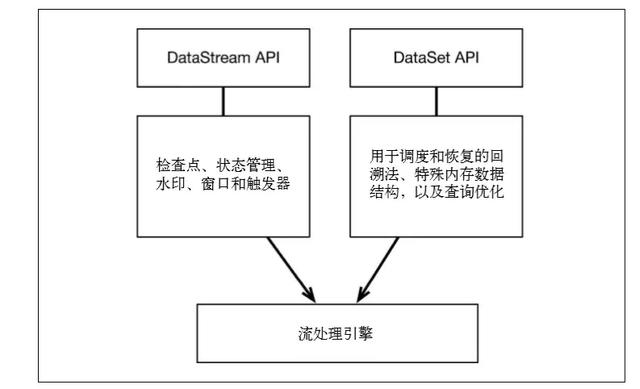 DataStream API
DataSet API
检查点、状态管理、
水印、窗口和触发器
用于调度和恢复的回
溯法、特殊内存数据
结构，以及查询优化
流处理引擎